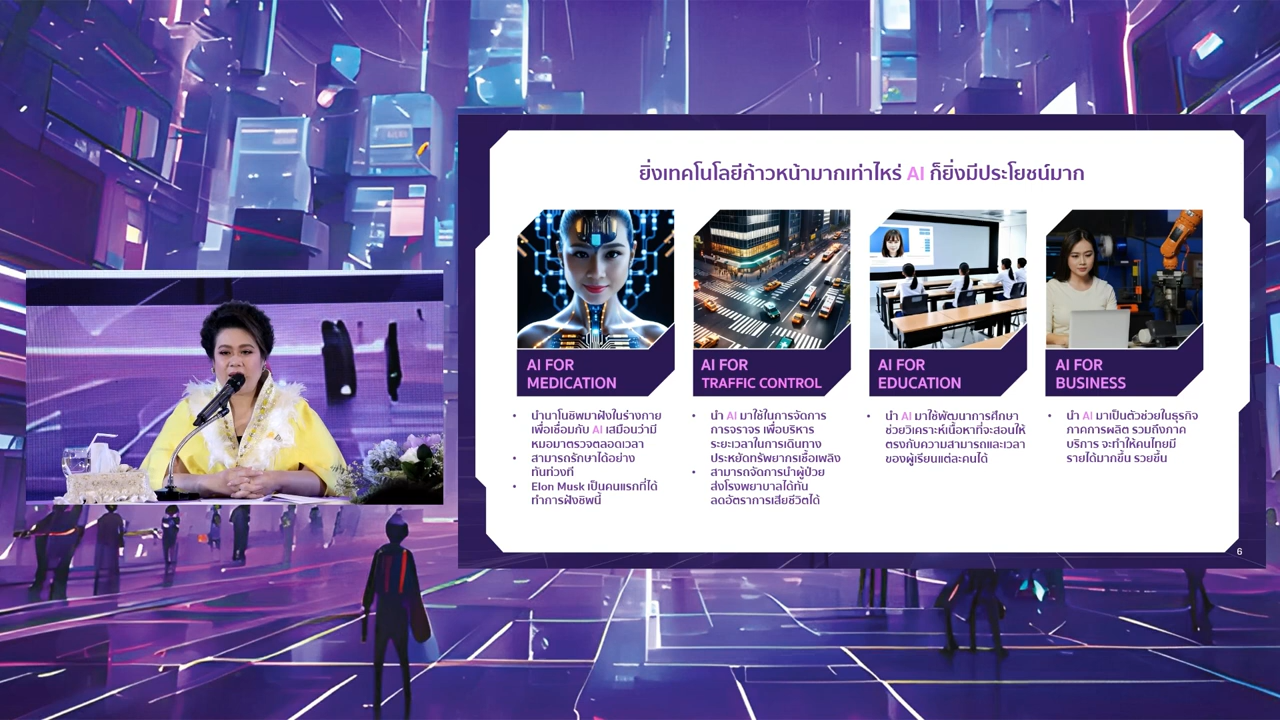 ยิ่งเทคโนโลยีก้าวหน้ามากเท่าไหร่ AI ก็ยิ่งมีประโยชน์มาก
AI FOR
MEDICATION
• นำนาโนชิพมาฝังในร่างกาย
เพื่อเชื่อมกับ AI เสมือนว่ามี
หมอมาตรวจตลอดเวลา
• สามารถรักษาได้อย่าง
ทันท่วงที
• Elon Musk เป็นคนแรกที่ได้
ทำการฝังชิพนี้
AI FOR
TRAFFIC CONTROL
• นำ AI มาใช้ในการจัดการ
การจราจร เพื่อบริหาร
ระยะเวลาในการเดินทาง
ประหยัดทรัพยากรเชื้อเพลิง
• สามารถจัดการนำผู้ป่วย
ส่งโรงพยาบาลได้ทัน
ลดอัตราการเสียชีวิตได้
AI FOR
EDUCATION
• นำ AI มาใช้พัฒนาการศึกษา
ช่วยวิเคราะห์เนื้อหาที่จะสอนให้
ตรงกับความสามารถและเวลา
ของผู้เรียนแต่ละคนได้
AI FOR
BUSINESS
• นำ AI มาเป็นตัวช่วยในธุรกิจ
ภาคการผลิต รวมถึงภาค
บริการ จะทำให้คนไทยมี
รายได้มากขึ้น รวยขึ้น
6